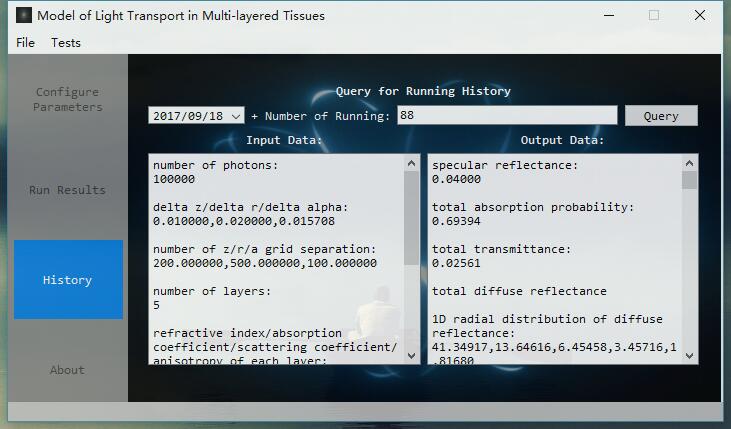 Model of Light Transport in Multi-layered Tissues
File Tests
Configure
Parameters
Run Results
History
About
Query for Running History
2017/09/18 + Number of Running: 88 Query
Input Data:
number of photons:
100000
delta z/delta r/delta alpha:
0.010000,0.020000,0.015708
number of z/r/a grid separation:
200.000000,500.000000,100.000000
number of layers:
5
refractive index/absorption
coefficient/scattering coefficient/
anisotropy of each layer:
Output Data:
specular reflectance:
0.04000
total absorption probability:
0.69394
total transmittance:
0.02561
total diffuse reflectance
1D radial distribution of diffuse
reflectance:
41.34917,13.64616,6.45458,3.45716,1
.81680